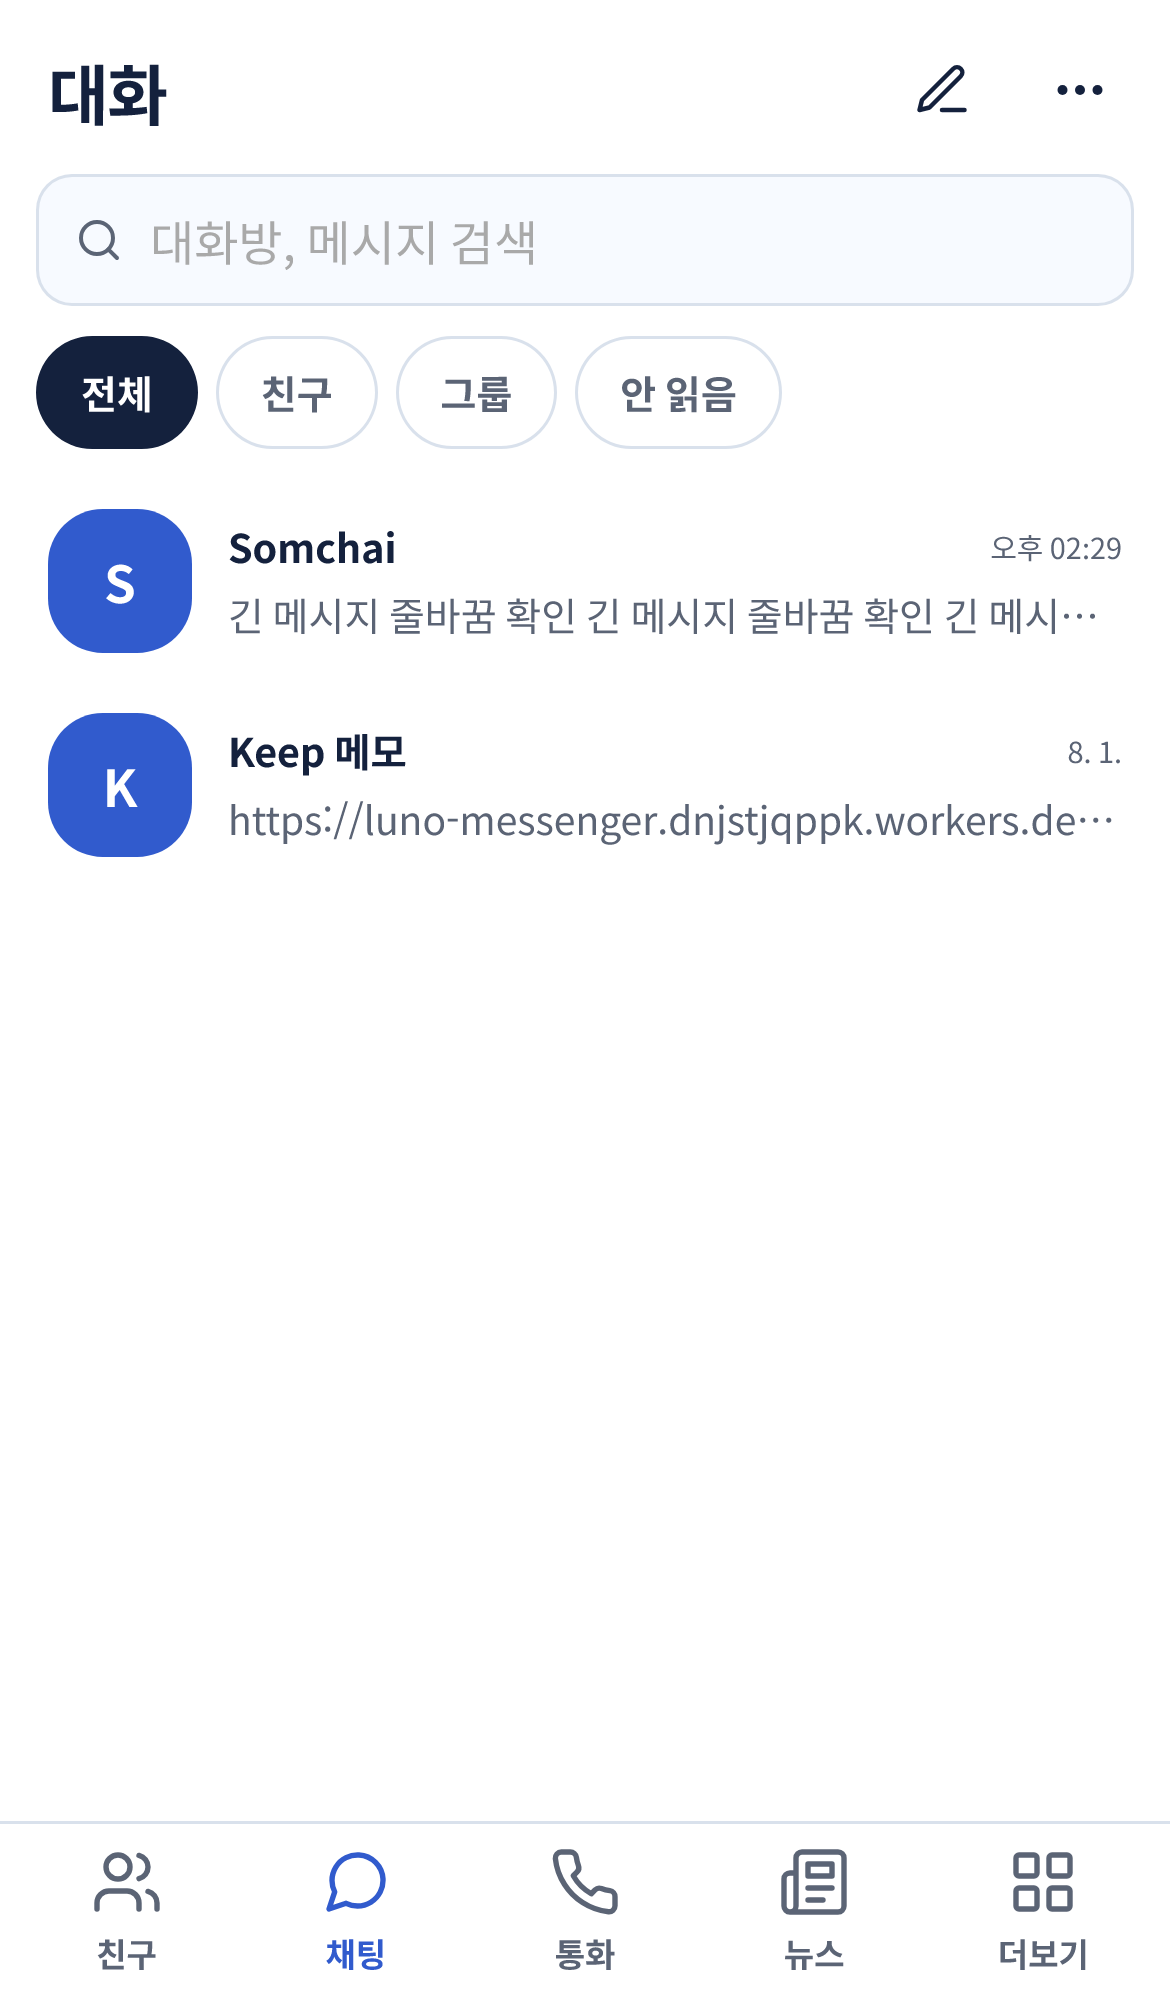 대화
대화방, 메시지 검색
전체 친구 그룹 안 읽음
S
Somchai 오후 02:29
긴 메시지 줄바꿈 확인 긴 메시지 줄바꿈 확인 긴 메시…
K
Keep 메모 8. 1.
https://luno-messenger.dnjstjqppk.workers.de…
친구 채팅 통화 뉴스 더보기